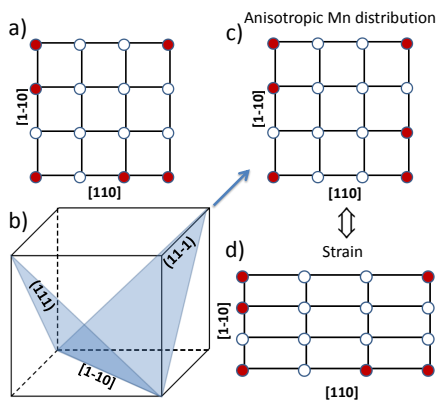 Anisotropic Mn distribution
a)
c)
[1-10]
[1-10]
[110]
[110]
b)
(111)
(11-1)
[1-10]
Strain
d)
[1-10]
[110]